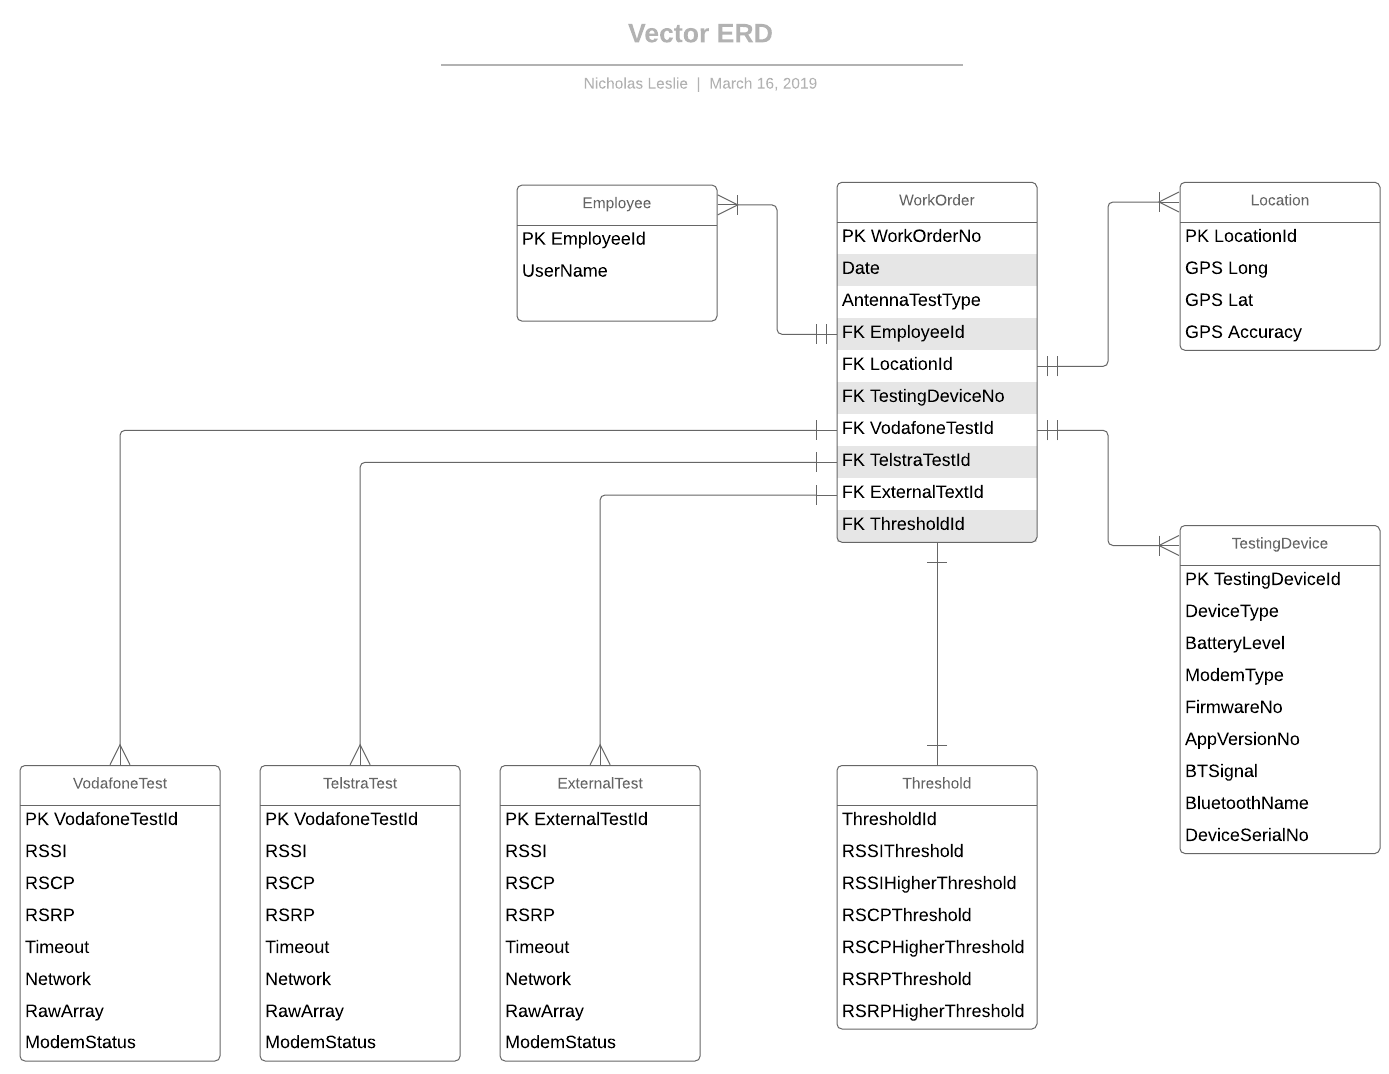 Vector ERD
Nicholas Leslie | March 16, 2019
Employee
PK EmployeeId
UserName
WorkOrder
PK WorkOrderNo
Date
AntennaTestType
FK EmployeeId
FK LocationId
FK TestingDeviceNo
FK VodafoneTestId
FK TelstraTestId
FK ExternalTextId
FK ThresholdId
Location
PK LocationId
GPS Long
GPS Lat
GPS Accuracy
TestingDevice
PK TestingDeviceId
DeviceType
BatteryLevel
ModemType
FirmwareNo
AppVersionNo
BTSignal
BluetoothName
DeviceSerialNo
VodafoneTest
PK VodafoneTestId
RSSI
RSCP
RSRP
Timeout
Network
RawArray
ModemStatus
TelstraTest
PK VodafoneTestId
RSSI
RSCP
RSRP
Timeout
Network
RawArray
ModemStatus
ExternalTest
PK ExternalTestId
RSSI
RSCP
RSRP
Timeout
Network
RawArray
ModemStatus
Threshold
ThresholdId
RSSIThreshold
RSSIHigherThreshold
RSCPThreshold
RSCPHigherThreshold
RSRPThreshold
RSRPHigherThreshold